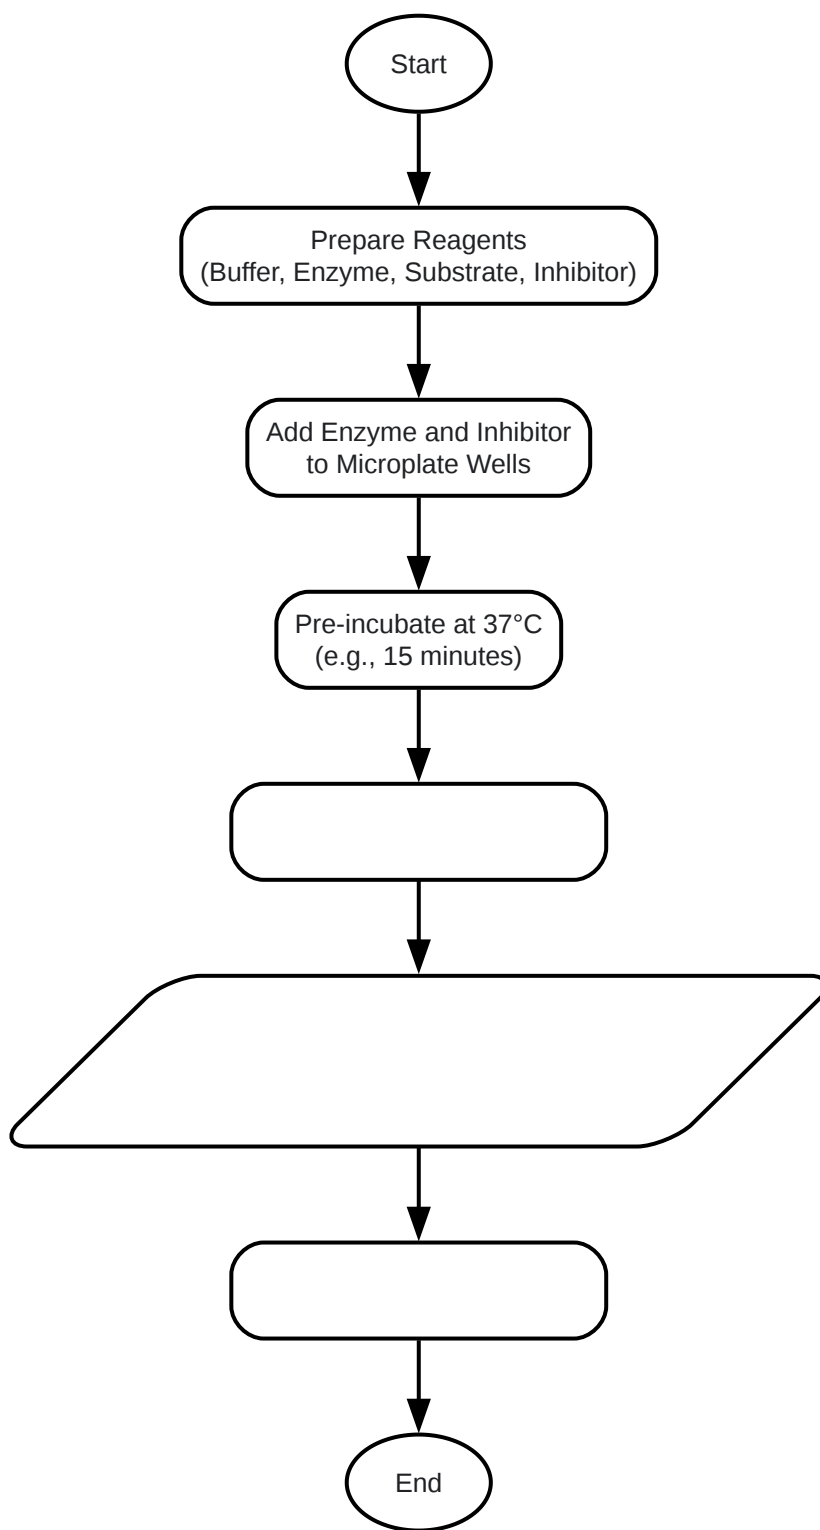 Start
Prepare Reagents
(Buffer, Enzyme, Substrate, Inhibitor)
Add Enzyme and Inhibitor
to Microplate Wells
Pre-incubate at 37°C
(e.g., 15 minutes)
End